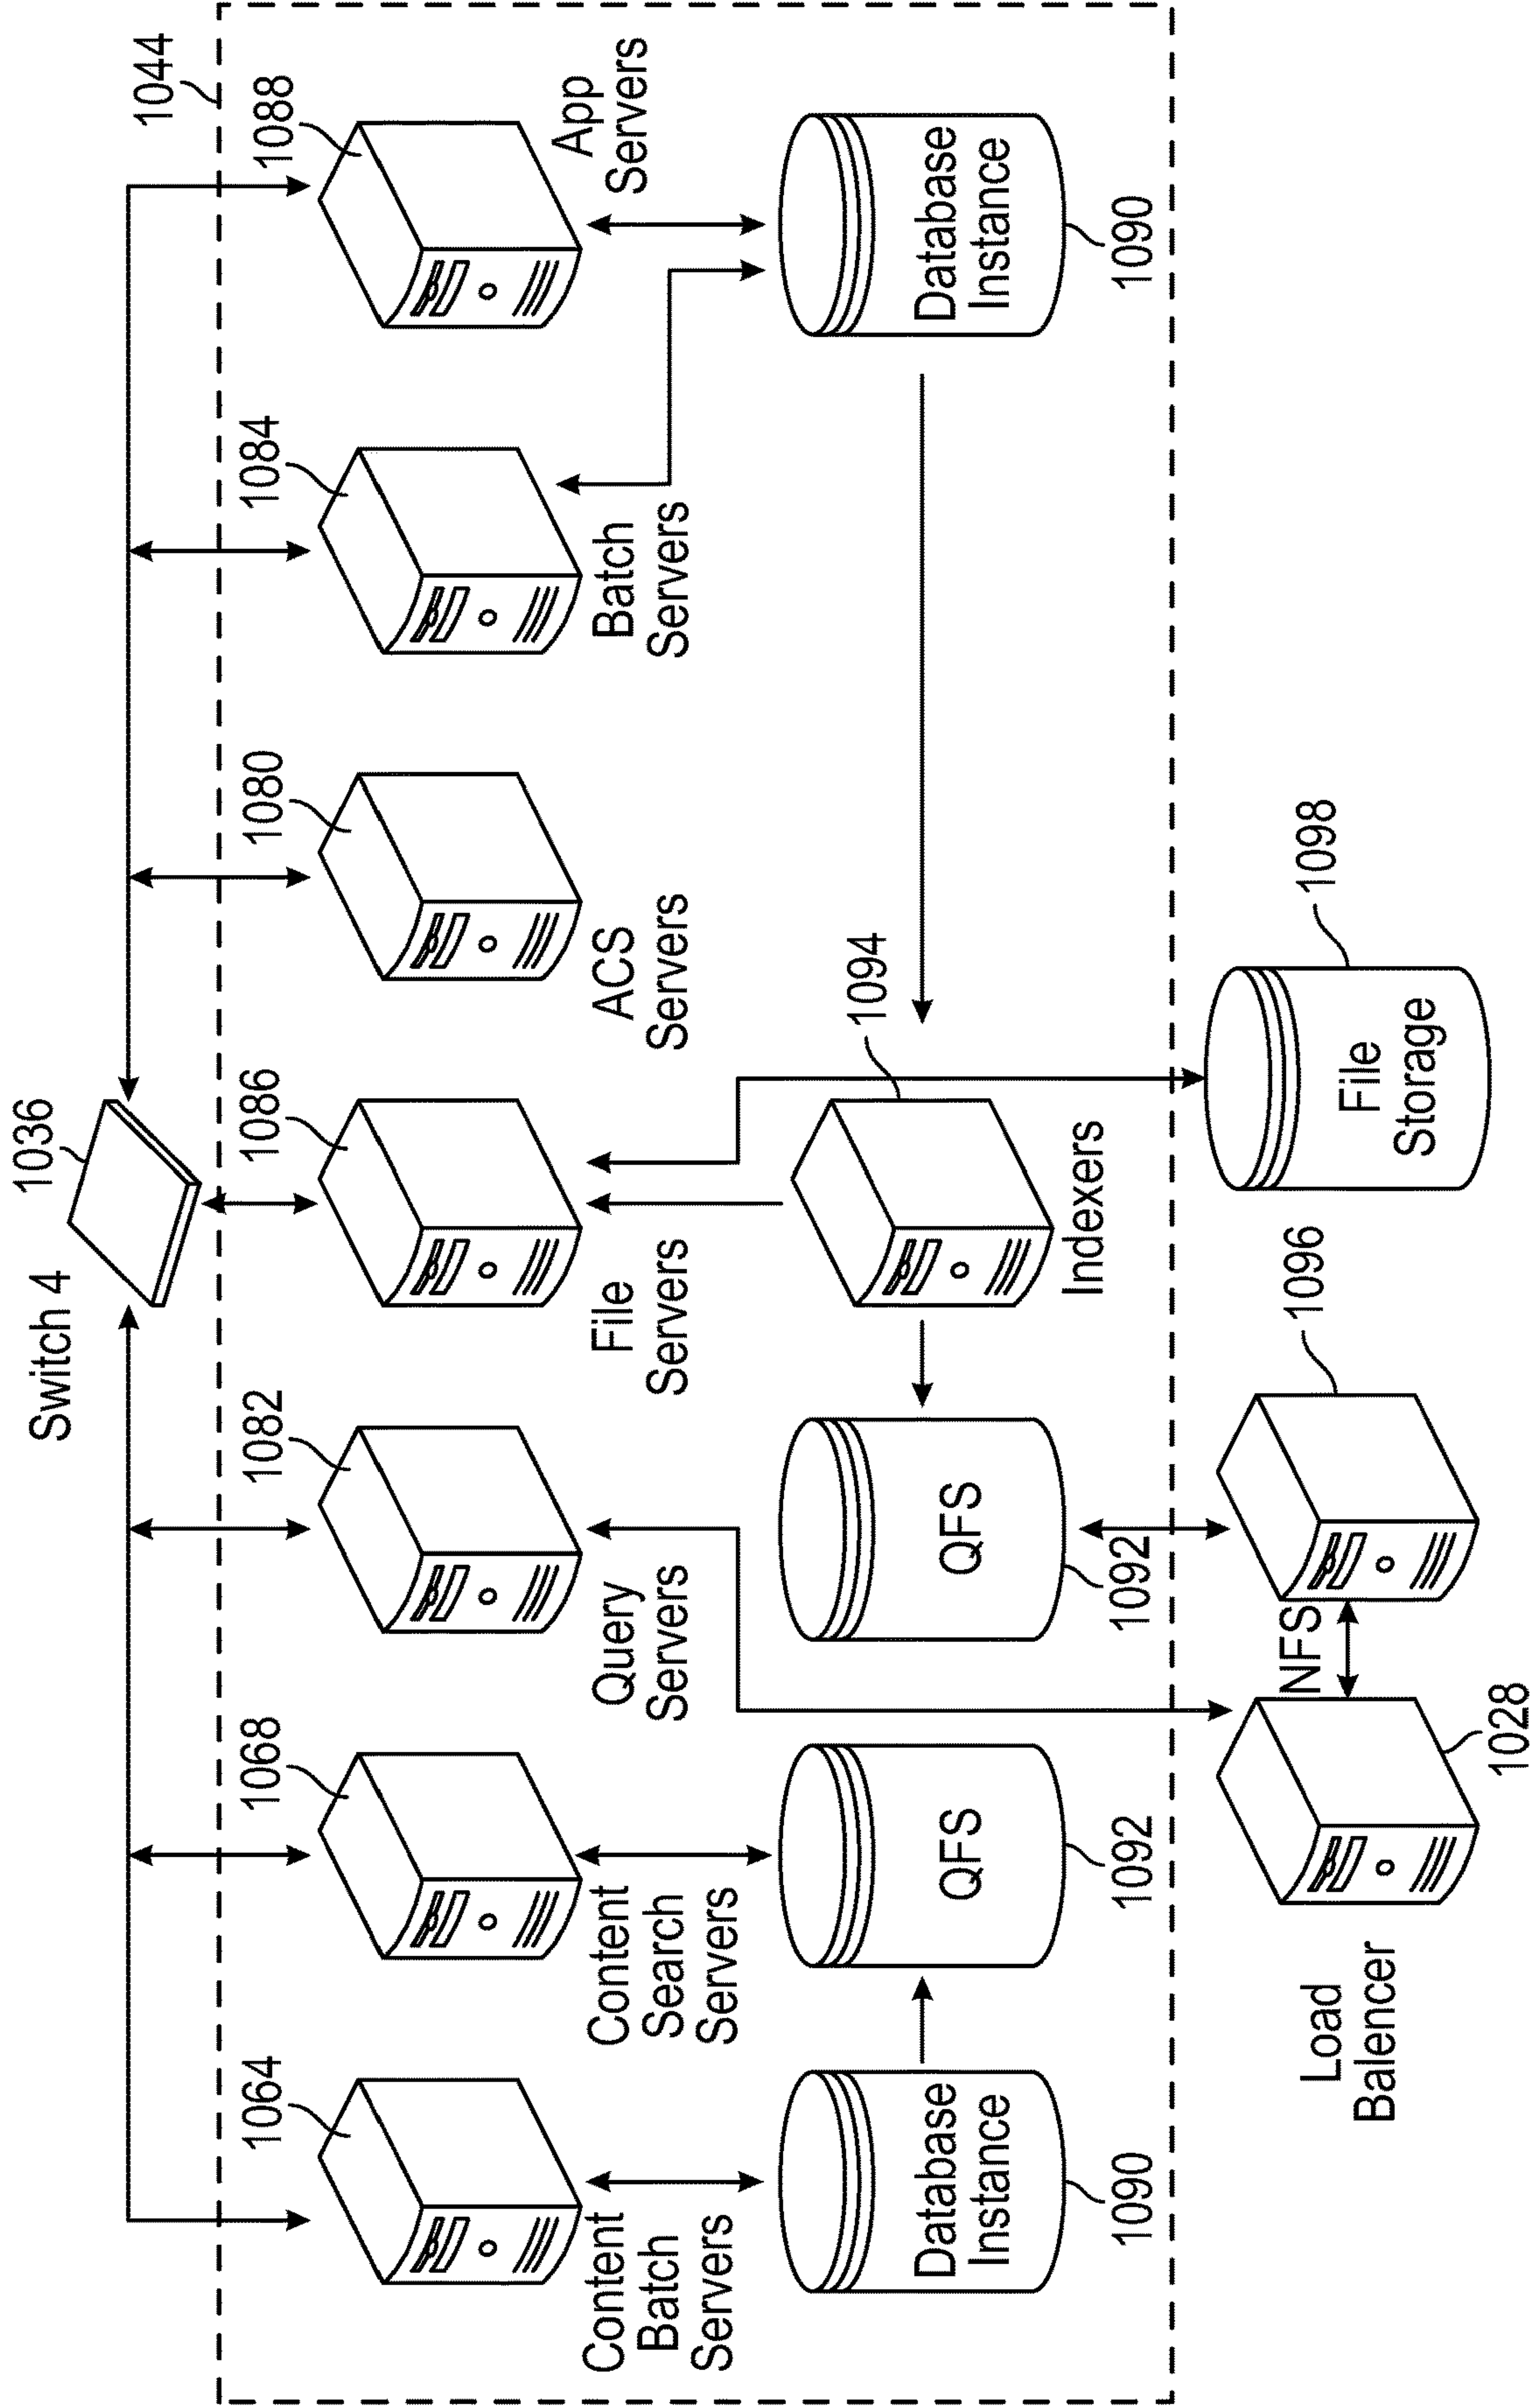 Switch 4
1036
1044
1064
1068
1082
1086
1080
1084
1088
Content
Batch
Servers
Content
Search
Servers
Query
Servers
File
Servers
ACS
Servers
Batch
Servers
App
Servers
Database
Instance
1090
QFS
1092
QFS
1092
Indexers
1094
Database
Instance
1090
Load
Balencer
1028
NFS
1096
File
Storage
1098